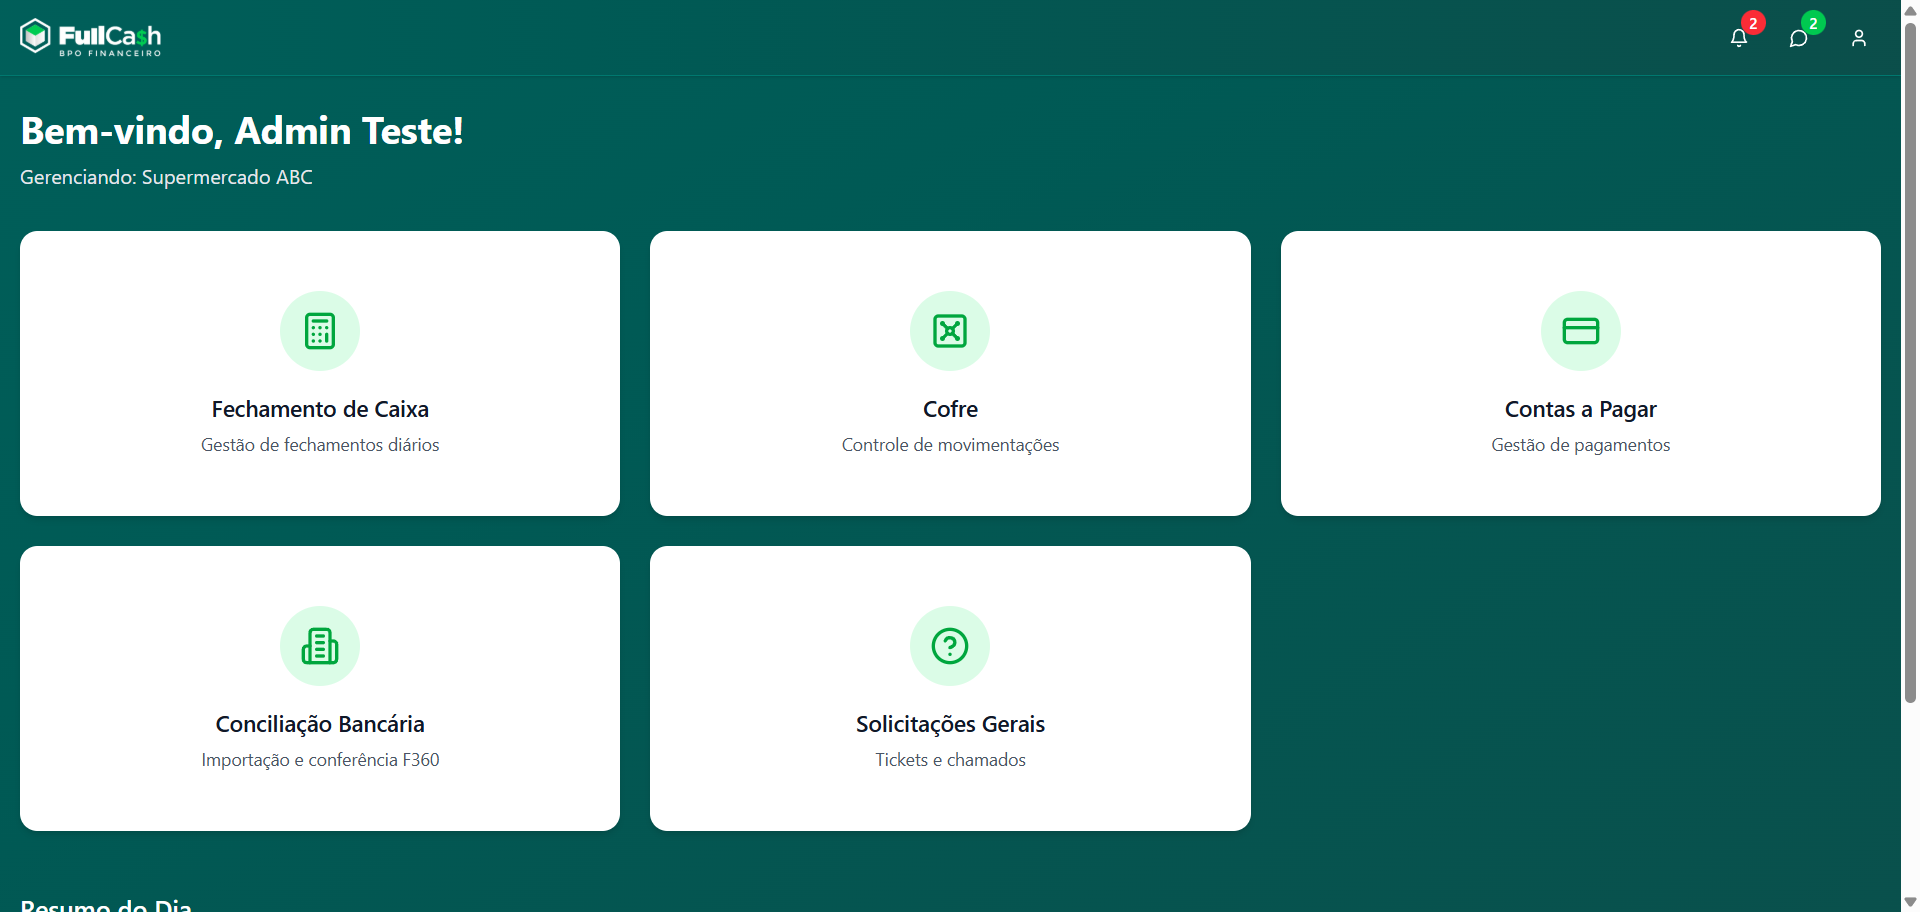 FullCa$h
BPO FINANCEIRO
2
2
Bem-vindo, Admin Teste!
Gerenciando: Supermercado ABC
Fechamento de Caixa
Gestão de fechamentos diários
Cofre
Controle de movimentações
Contas a Pagar
Gestão de pagamentos
Conciliação Bancária
Importação e conferência F360
Solicitações Gerais
Tickets e chamados
Resumo do Dia